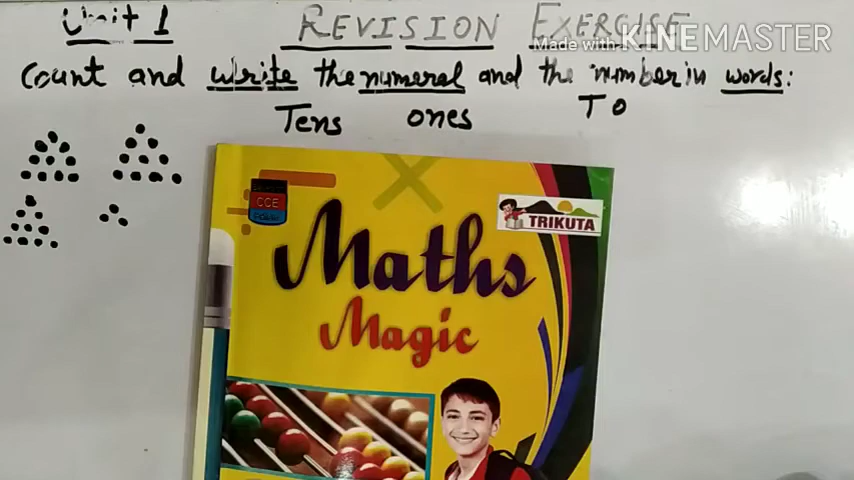 Unit 1 REVISION EXERCISE
Made with KINEMASTER
Count and write the numeral and the number in words:
Tens ones T O
CCE
TRIKUTA
Maths
Magic